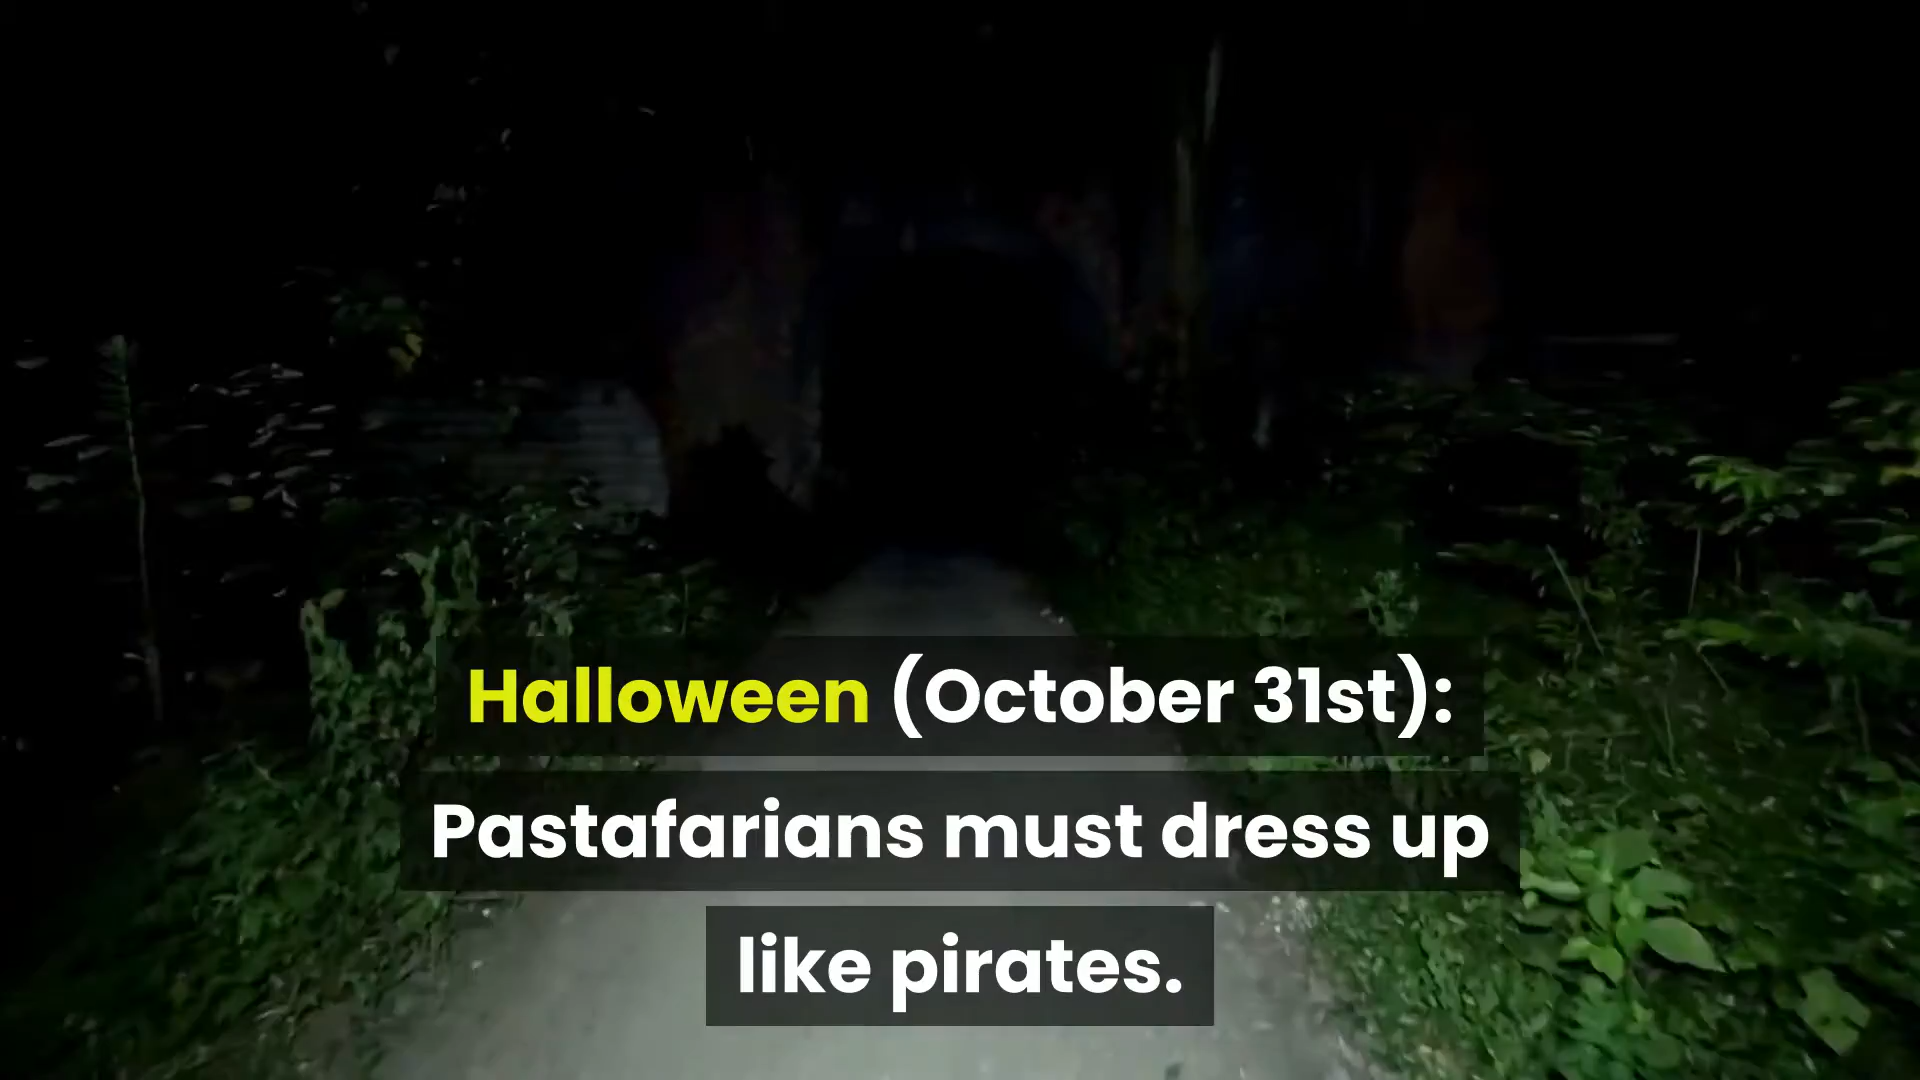 Halloween (October 31st):
Pastafarians must dress up
like pirates.